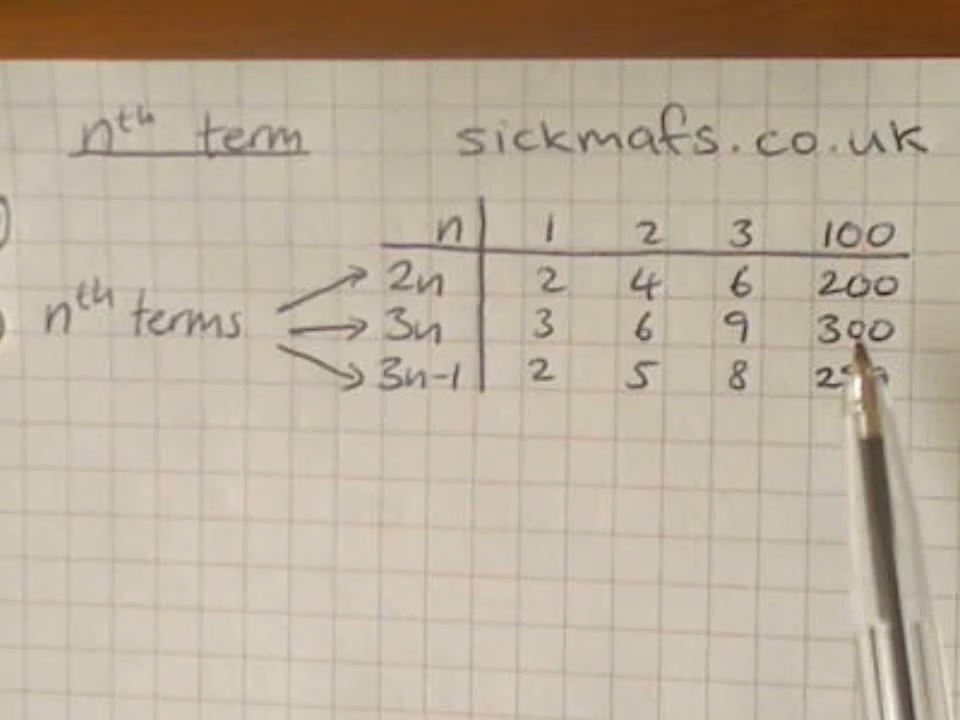 nth term sickmafs.co.uk
n 1 2 3 100
2n 2 4 6 200
nth terms 3n 3 6 9 300
3n-1 2 5 8